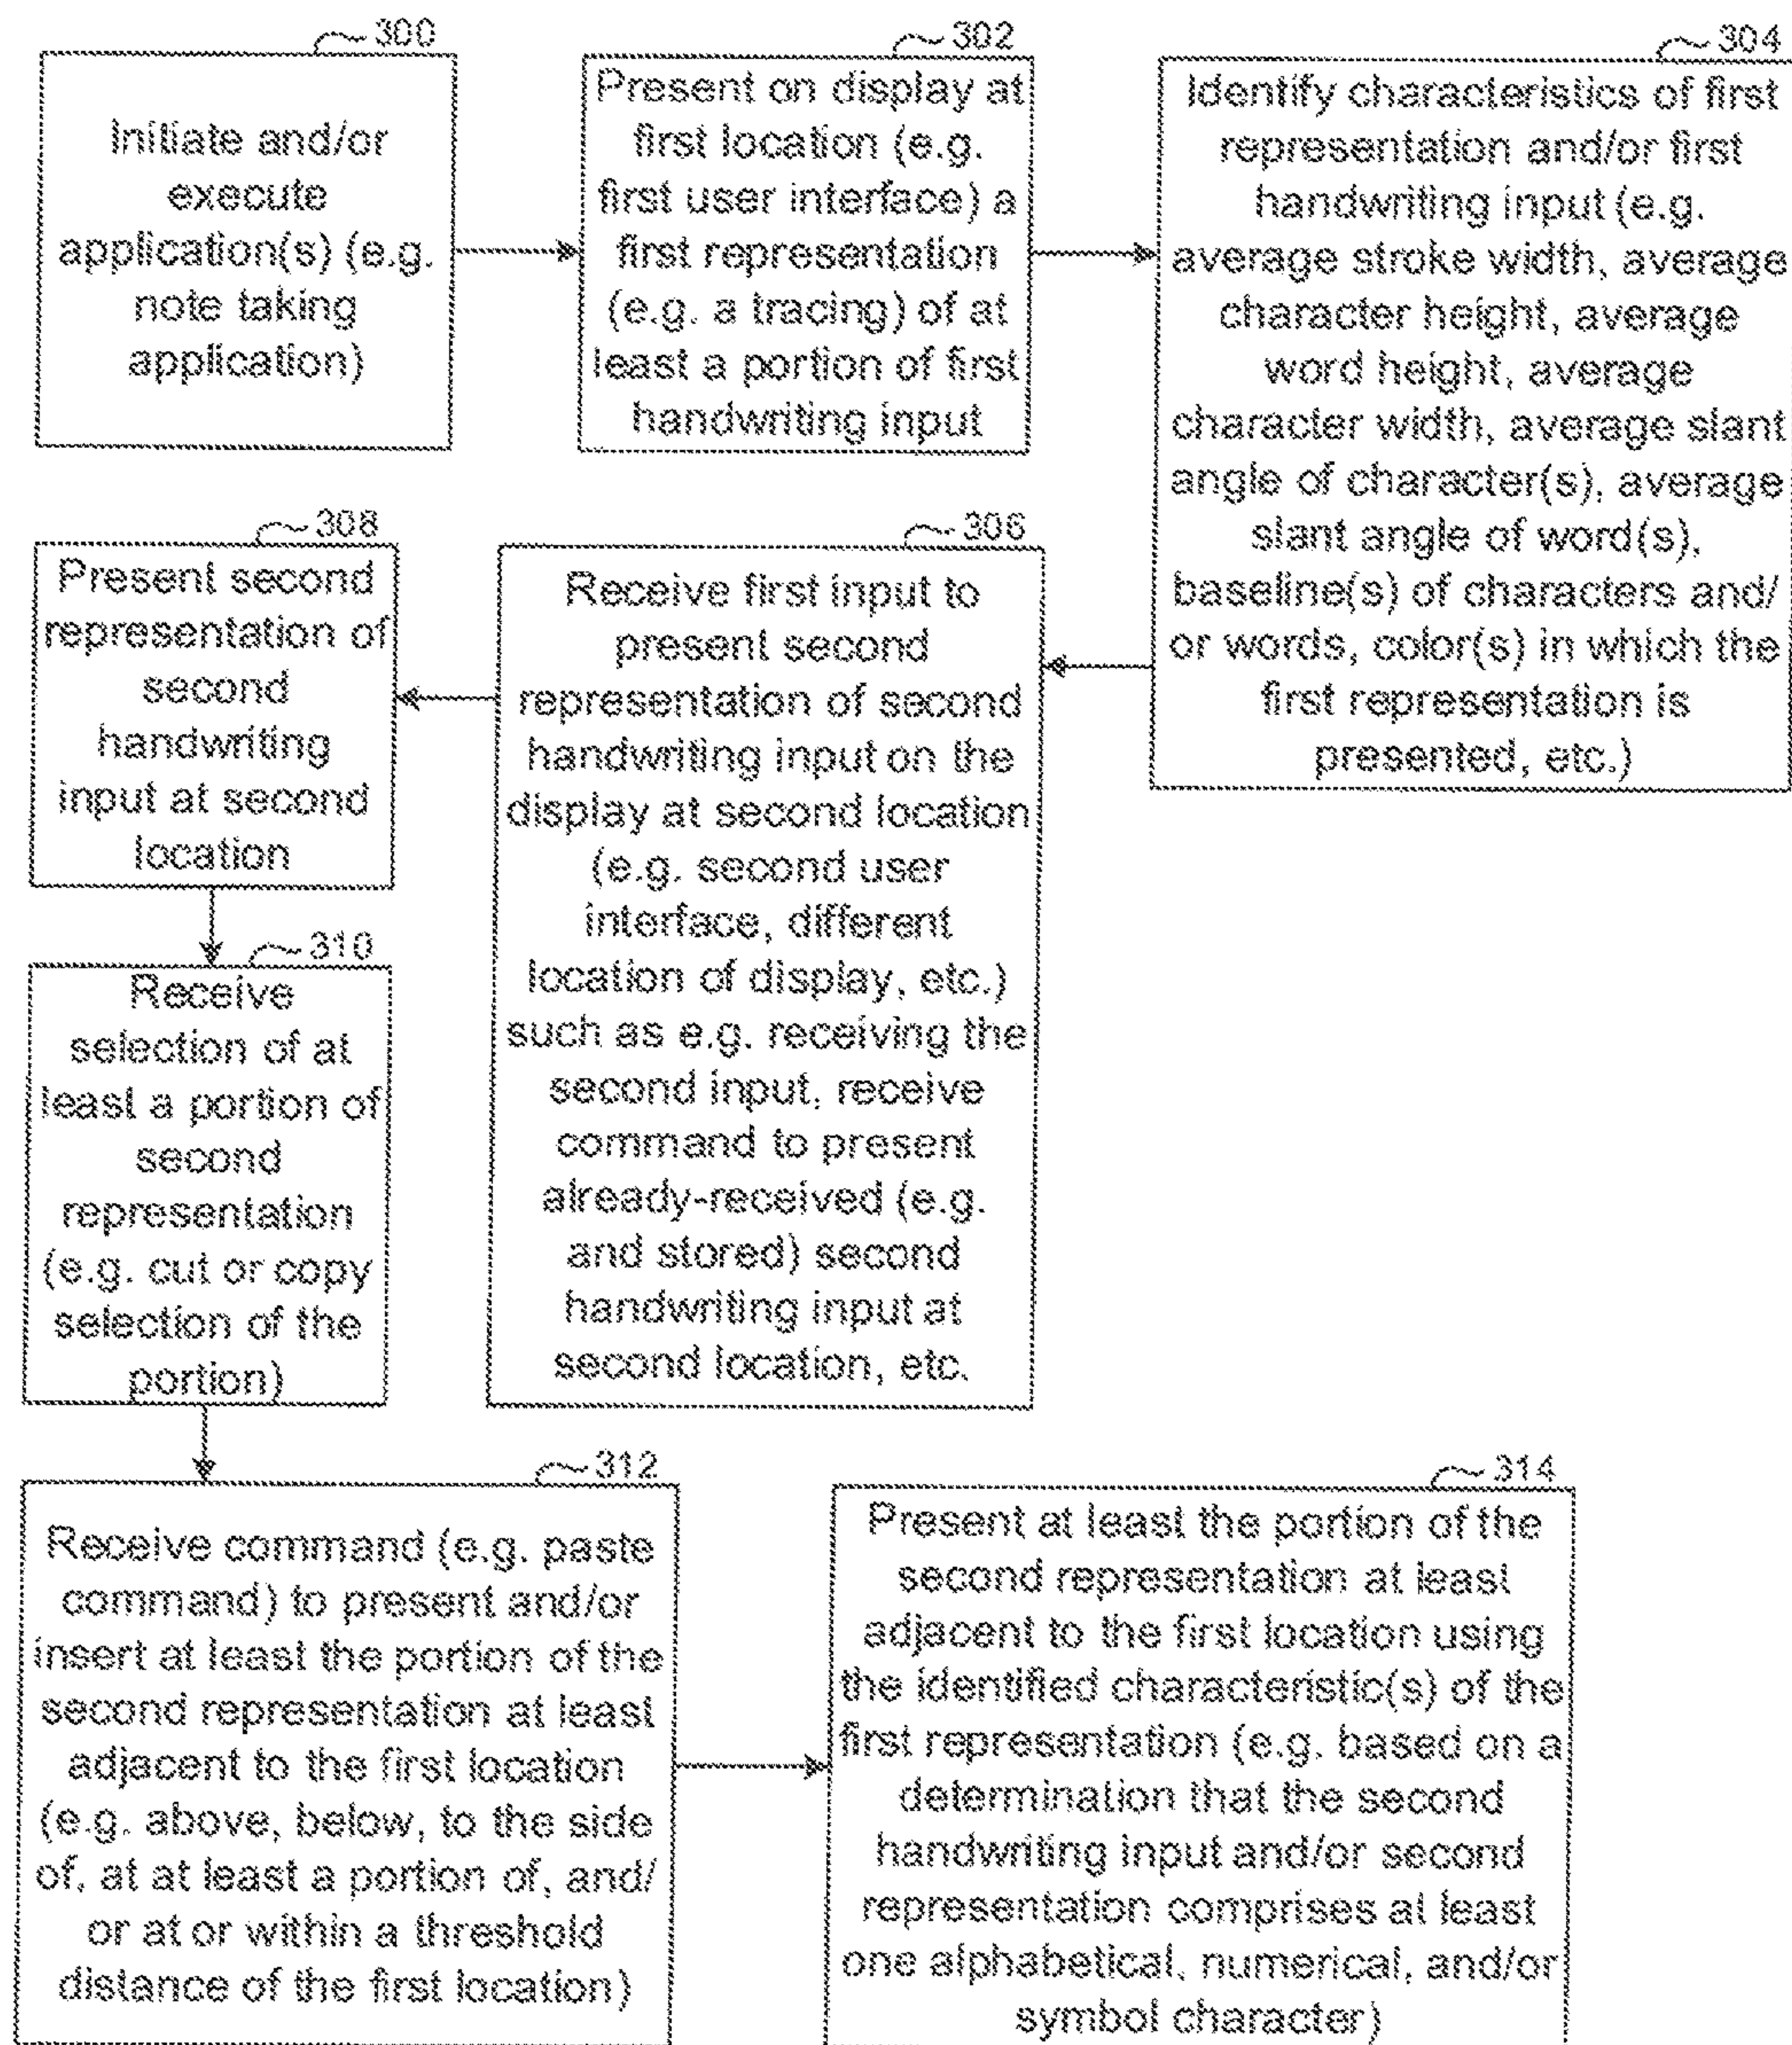 300
Initiate and/or
execute
application(s) (e.g.
note taking
application)
302
Present on display at
first location (e.g.
first user interface) a
first representation
(e.g. a tracing) of at
least a portion of first
handwriting input
304
Identify characteristics of first
representation and/or first
handwriting input (e.g.
average stroke width, average
character height, average
word height, average
character width, average slant
angle of character(s), average
slant angle of word(s),
baseline(s) of characters and/
or words, color(s) in which the
first representation is
presented, etc.)
306
Receive first input to
present second
representation of second
handwriting input on the
display at second location
(e.g. second user
interface, different
location of display, etc.)
such as e.g. receiving the
second input, receive
command to present
already-received (e.g.
and stored) second
handwriting input at
second location, etc.
308
Present second
representation of
second
handwriting
input at second
location
310
Receive
selection of at
least a portion of
second
representation
(e.g. cut or copy
selection of the
portion)
312
Receive command (e.g. paste
command) to present and/or
insert at least the portion of the
second representation at least
adjacent to the first location
(e.g. above, below, to the side
of, at at least a portion of, and/
or at or within a threshold
distance of the first location)
314
Present at least the portion of the
second representation at least
adjacent to the first location using
the identified characteristic(s) of the
first representation (e.g. based on a
determination that the second
handwriting input and/or second
representation comprises at least
one alphabetical, numerical, and/or
symbol character)